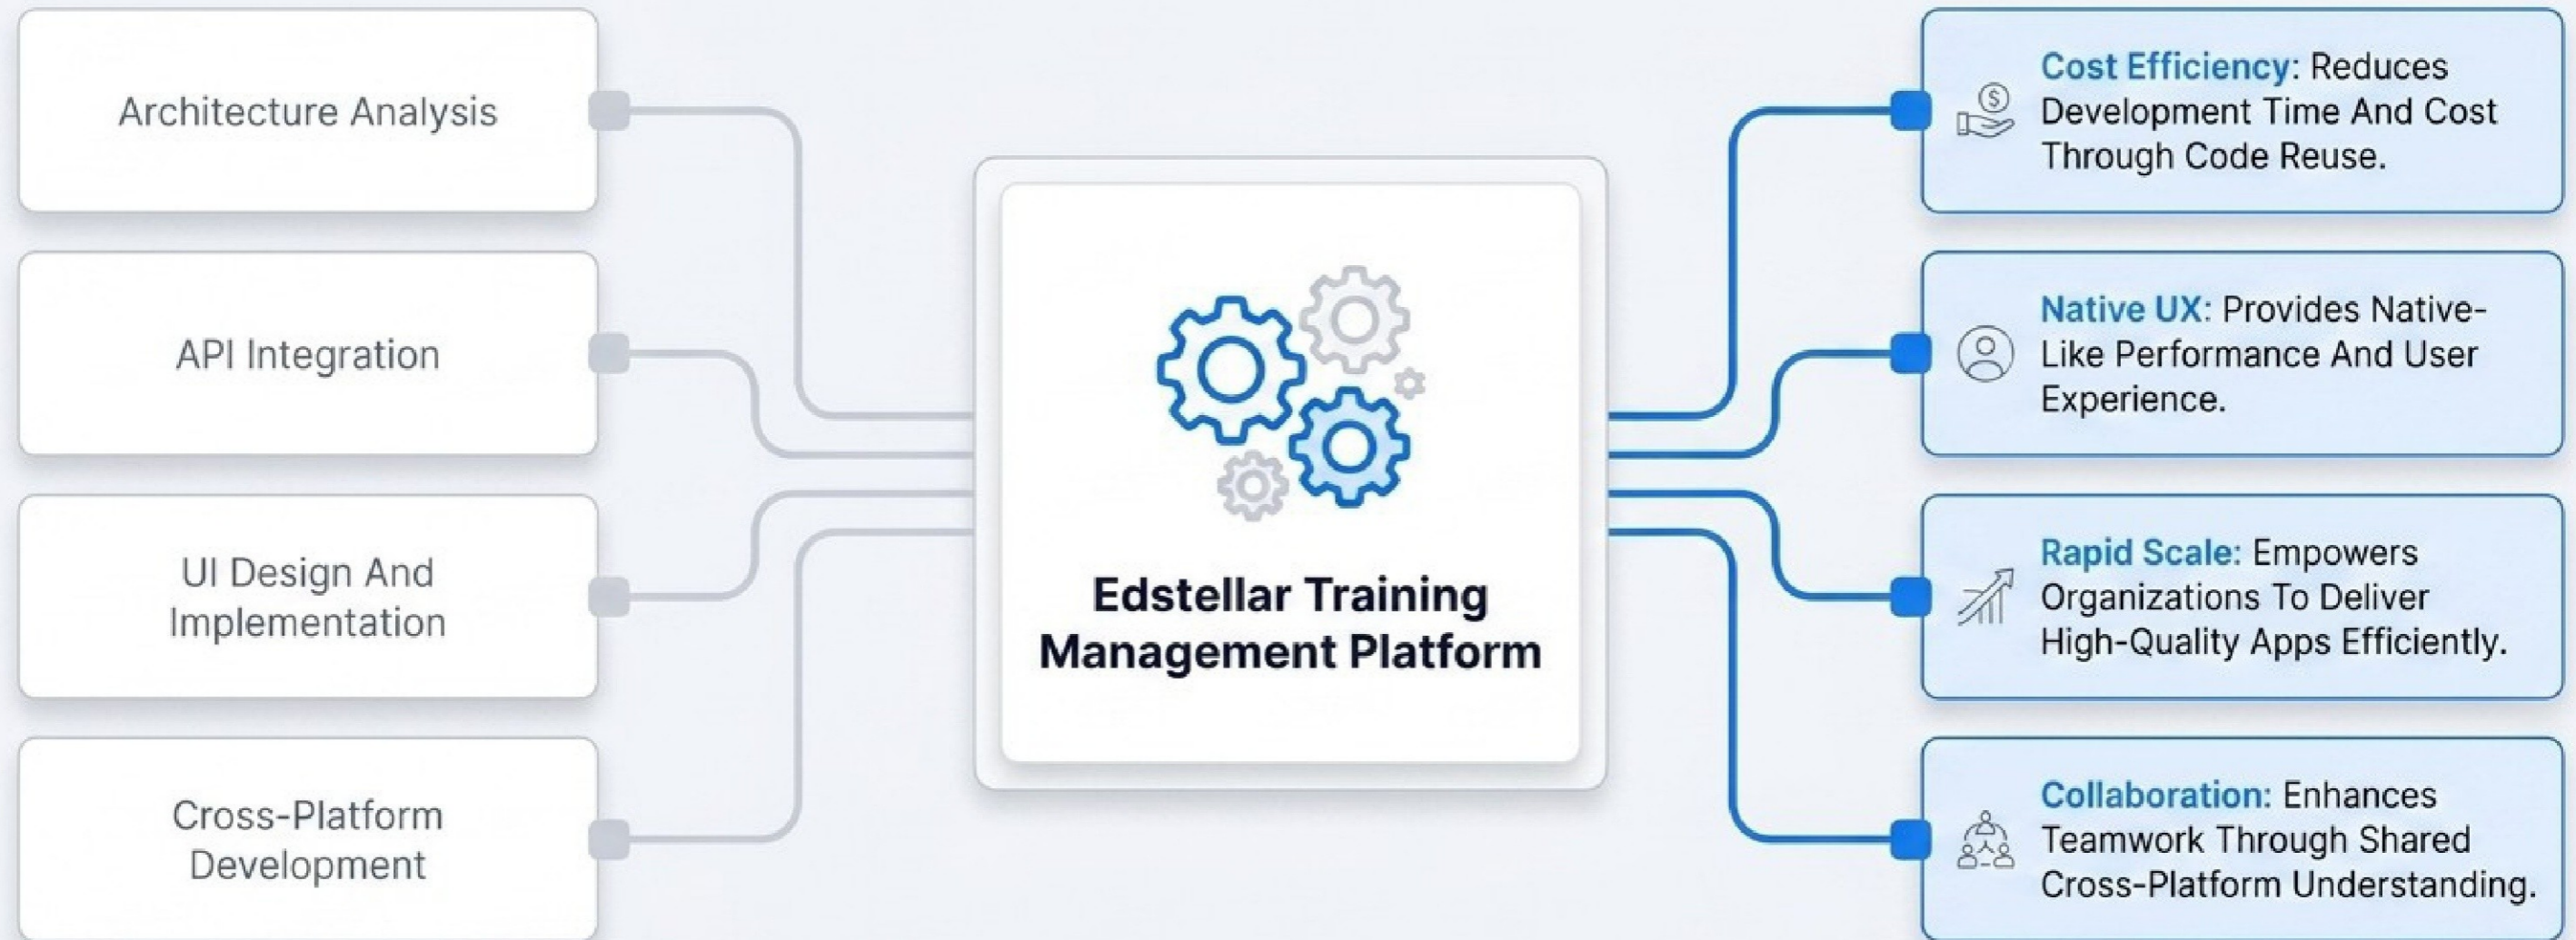 Architecture Analysis
API Integration
UI Design And
Implementation
Cross-Platform
Development
Edstellar Training
Management Platform
Cost Efficiency: Reduces
Development Time And Cost
Through Code Reuse.
Native UX: Provides Native-
Like Performance And User
Experience.
Rapid Scale: Empowers
Organizations To Deliver
High-Quality Apps Efficiently.
Collaboration: Enhances
Teamwork Through Shared
Cross-Platform Understanding.